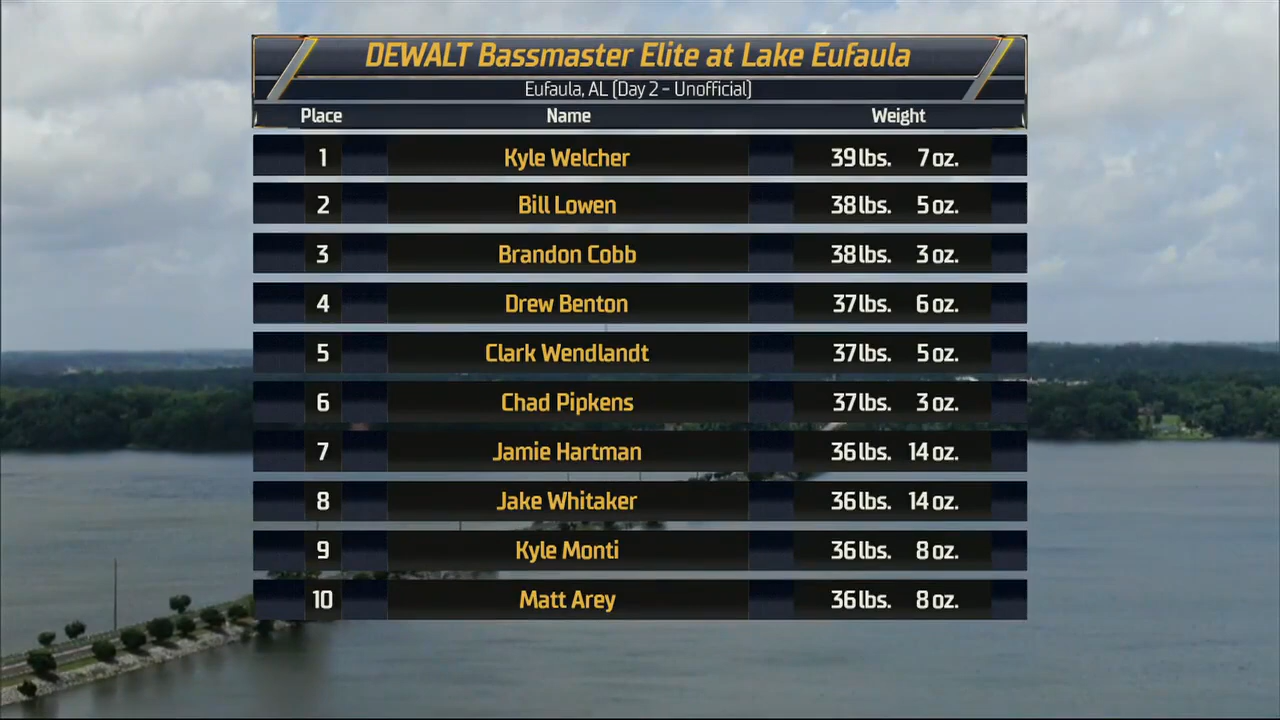 DEWALT Bassmaster Elite at Lake Eufaula
Eufaula, AL (Day 2 - Unofficial)
Place Name Weight
1 Kyle Welcher 39 lbs. 7 oz.
2 Bill Lowen 38 lbs. 5 oz.
3 Brandon Cobb 38 lbs. 3 oz.
4 Drew Benton 37 lbs. 6 oz.
5 Clark Wendlandt 37 lbs. 5 oz.
6 Chad Pipkens 37 lbs. 3 oz.
7 Jamie Hartman 36 lbs. 14 oz.
8 Jake Whitaker 36 lbs. 14 oz.
9 Kyle Monti 36 lbs. 8 oz.
10 Matt Arey 36 lbs. 8 oz.